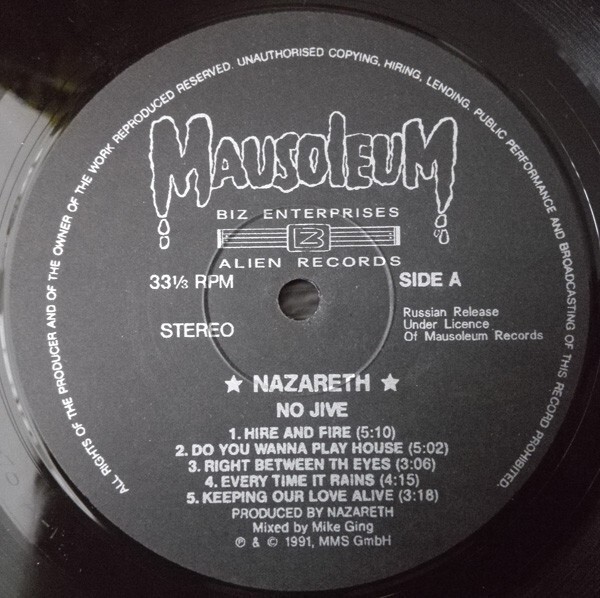 ALL RIGHTS OF THE PRODUCER AND OF THE OWNER OF THE WORK REPRODUCED RESERVED. UNAUTHORISED COPYING, HIRING, LENDING, PUBLIC PERFORMANCE AND BROADCASTING OF THIS RECORD PROHIBITED.
MAUSOLEUM
BIZ ENTERPRISES
B
ALIEN RECORDS
33⅓ RPM
SIDE A
STEREO
Russian Release
Under Licence
Of Mausoleum Records
★ NAZARETH ★
NO JIVE
1. HIRE AND FIRE (5:10)
2. DO YOU WANNA PLAY HOUSE (5:02)
3. RIGHT BETWEEN TH EYES (3:06)
4. EVERY TIME IT RAINS (4:15)
5. KEEPING OUR LOVE ALIVE (3:18)
PRODUCED BY NAZARETH
Mixed by Mike Ging
℗ & © 1991, MMS GmbH